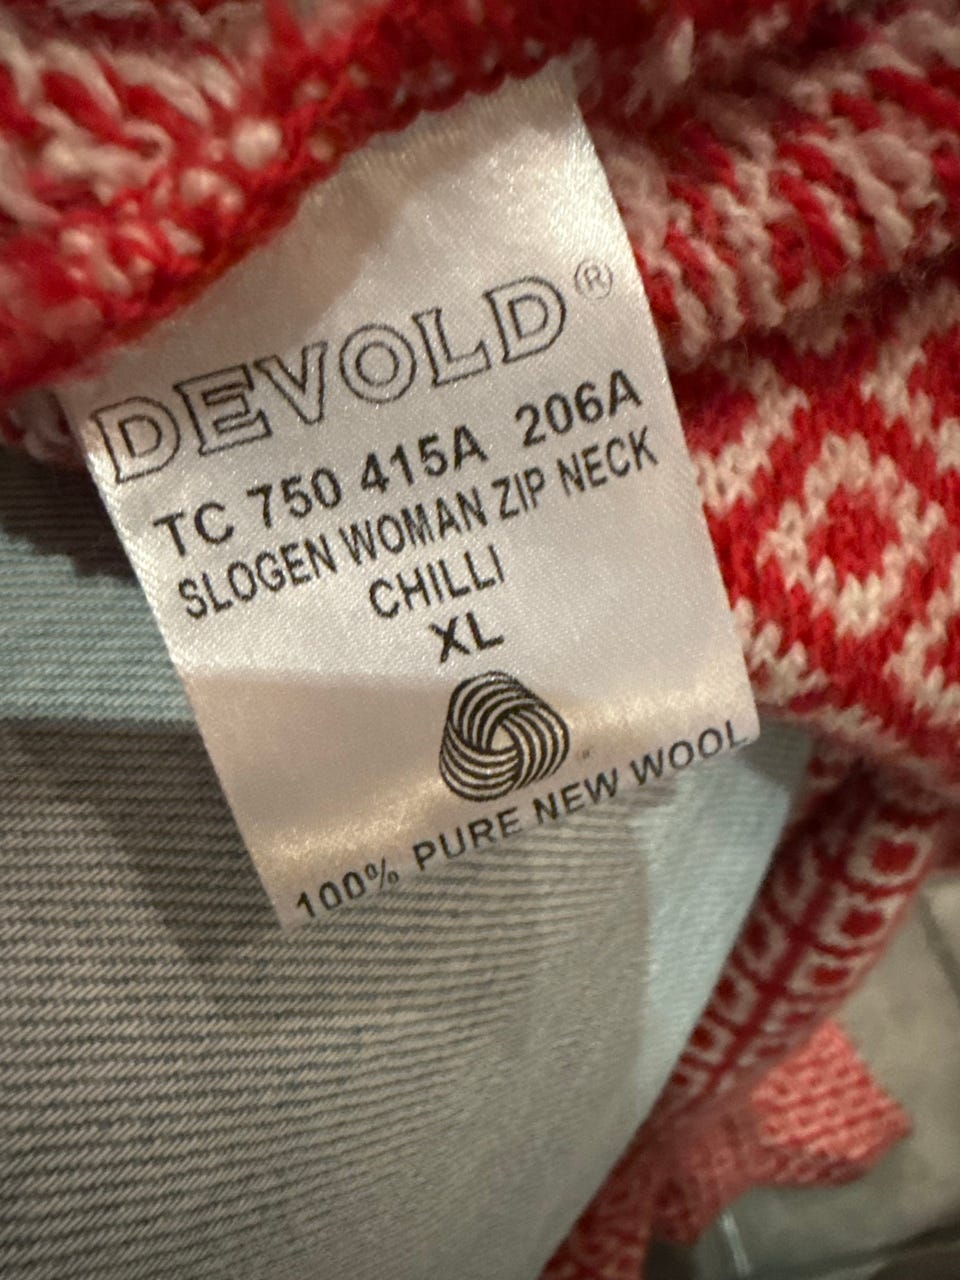 DEVOLD®
TC 750 415A 206A
SLOGEN WOMAN ZIP NECK
CHILLI
XL
100% PURE NEW WOOL